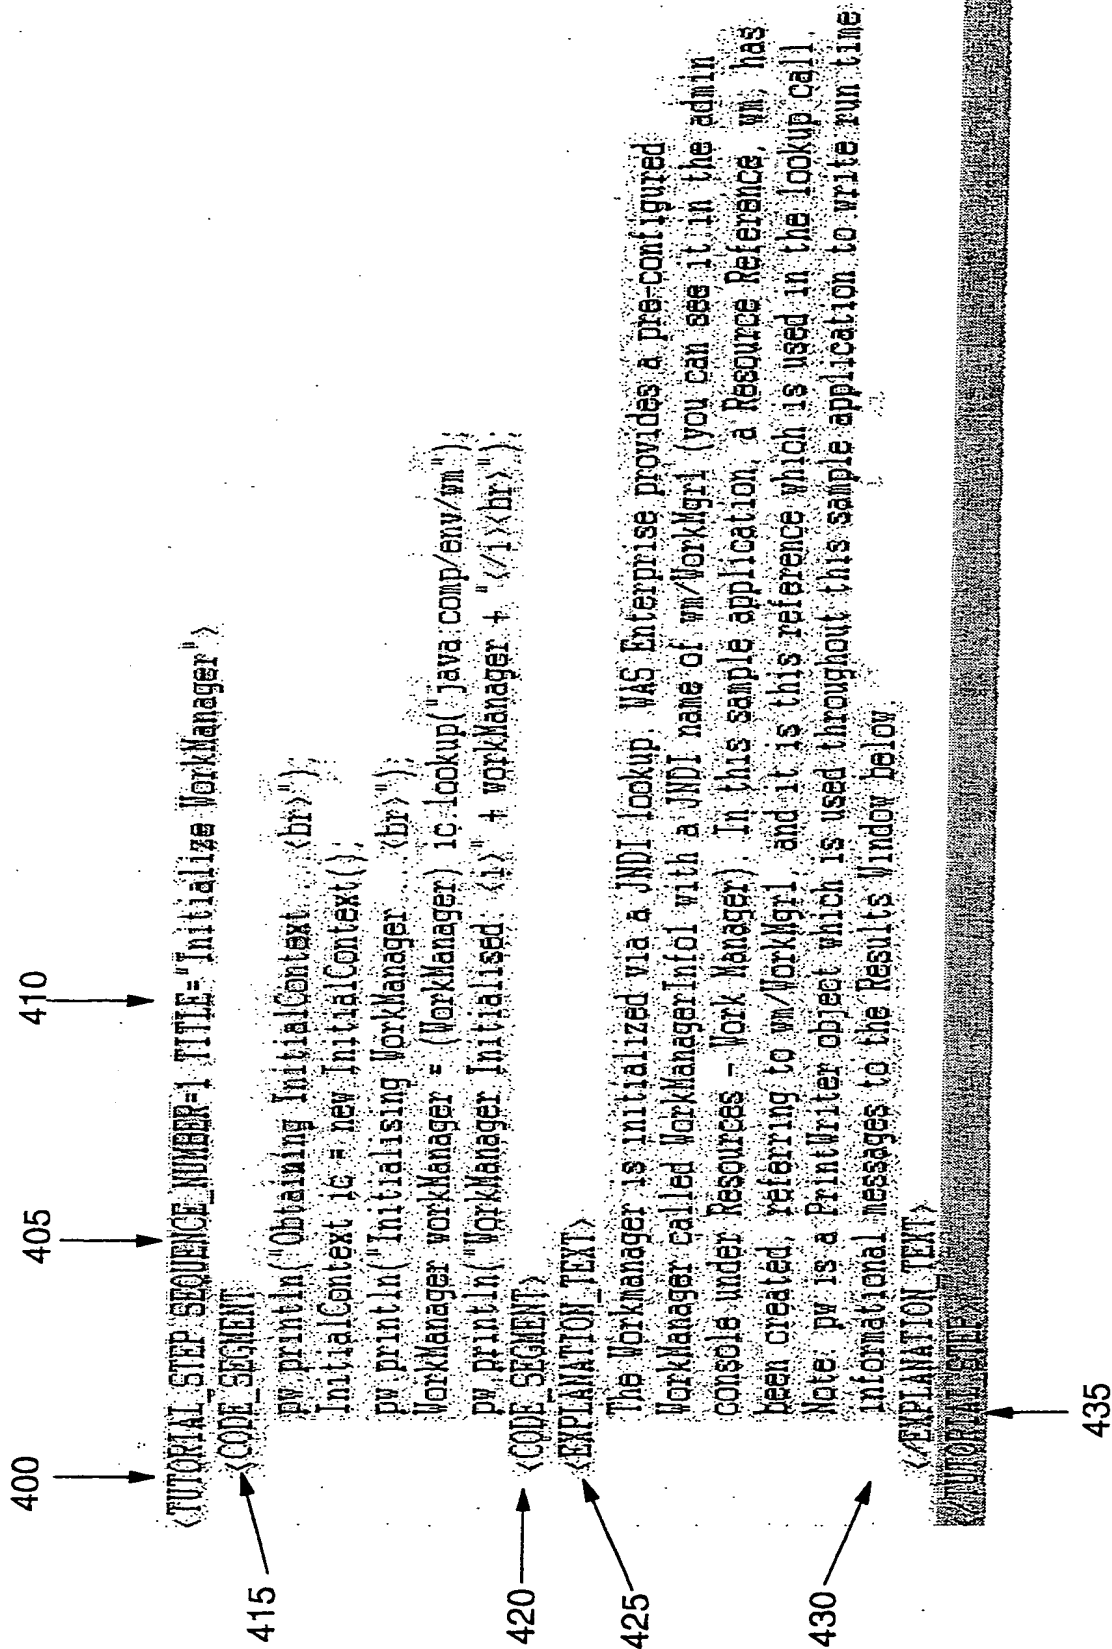 400 405 410
<TUTORIAL_STEP SEQUENCE_NUMBER=1 TITLE="Initialize WorkManager">
415 <CODE_SEGMENT
pw.println("Obtaining InitialContext...<br>");
InitialContext ic = new InitialContext();
pw.println("Initialising WorkManager...<br>");
WorkManager workManager = (WorkManager) ic.lookup("java:comp/env/wm");
pw.println("WorkManager Initialised: <i>" + workManager + "</i><br>");
420 <CODE_SEGMENT>
425 <EXPLANATION_TEXT>
The Workmanager is initialized via a JNDI lookup. WAS Enterprise provides a pre-configured
WorkManager called WorkManagerInfo1 with a JNDI name of wm/WorkMgr1 (you can see it in the admin
console under Resources - Work Manager). In this sample application, a Resource Reference, wm, has
been created, referring to wm/WorkMgr1, and it is this reference which is used in the lookup call.
Note: pw is a PrintWriter object which is used throughout this sample application to write run time
informational messages to the Results Window below.
430 </EXPLANATION_TEXT>
</TUTORIAL_STEP>
435